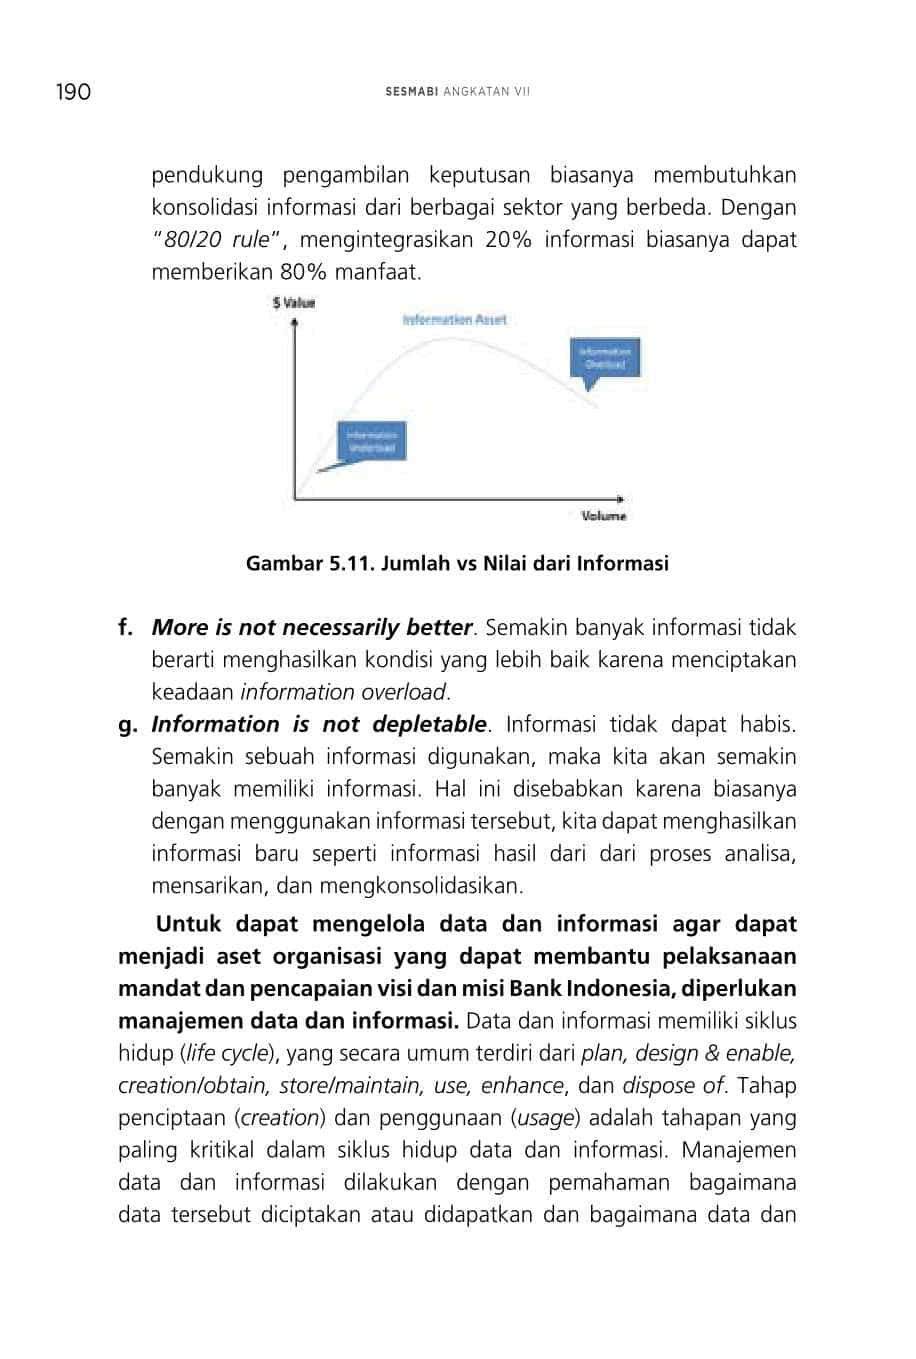 190
SESMABI ANGKATAN VII
pendukung pengambilan keputusan biasanya membutuhkan
konsolidasi informasi dari berbagai sektor yang berbeda. Dengan
“80/20 rule”, mengintegrasikan 20% informasi biasanya dapat
memberikan 80% manfaat.
$ Value
Information Asset
Information
Overload
Information
Underload
Volume
Gambar 5.11. Jumlah vs Nilai dari Informasi
f. More is not necessarily better. Semakin banyak informasi tidak
berarti menghasilkan kondisi yang lebih baik karena menciptakan
keadaan information overload.
g. Information is not depletable. Informasi tidak dapat habis.
Semakin sebuah informasi digunakan, maka kita akan semakin
banyak memiliki informasi. Hal ini disebabkan karena biasanya
dengan menggunakan informasi tersebut, kita dapat menghasilkan
informasi baru seperti informasi hasil dari dari proses analisa,
mensarikan, dan mengkonsolidasikan.
Untuk dapat mengelola data dan informasi agar dapat
menjadi aset organisasi yang dapat membantu pelaksanaan
mandat dan pencapaian visi dan misi Bank Indonesia, diperlukan
manajemen data dan informasi. Data dan informasi memiliki siklus
hidup (life cycle), yang secara umum terdiri dari plan, design & enable,
creation/obtain, store/maintain, use, enhance, dan dispose of. Tahap
penciptaan (creation) dan penggunaan (usage) adalah tahapan yang
paling kritikal dalam siklus hidup data dan informasi. Manajemen
data dan informasi dilakukan dengan pemahaman bagaimana
data tersebut diciptakan atau didapatkan dan bagaimana data dan